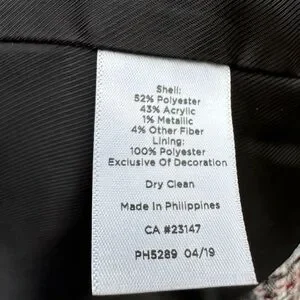 Shell:
52% Polyester
43% Acrylic
1% Metallic
4% Other Fiber
Lining:
100% Polyester
Exclusive Of Decoration
Dry Clean
Made In Philippines
CA #23147
PH5289 04/19